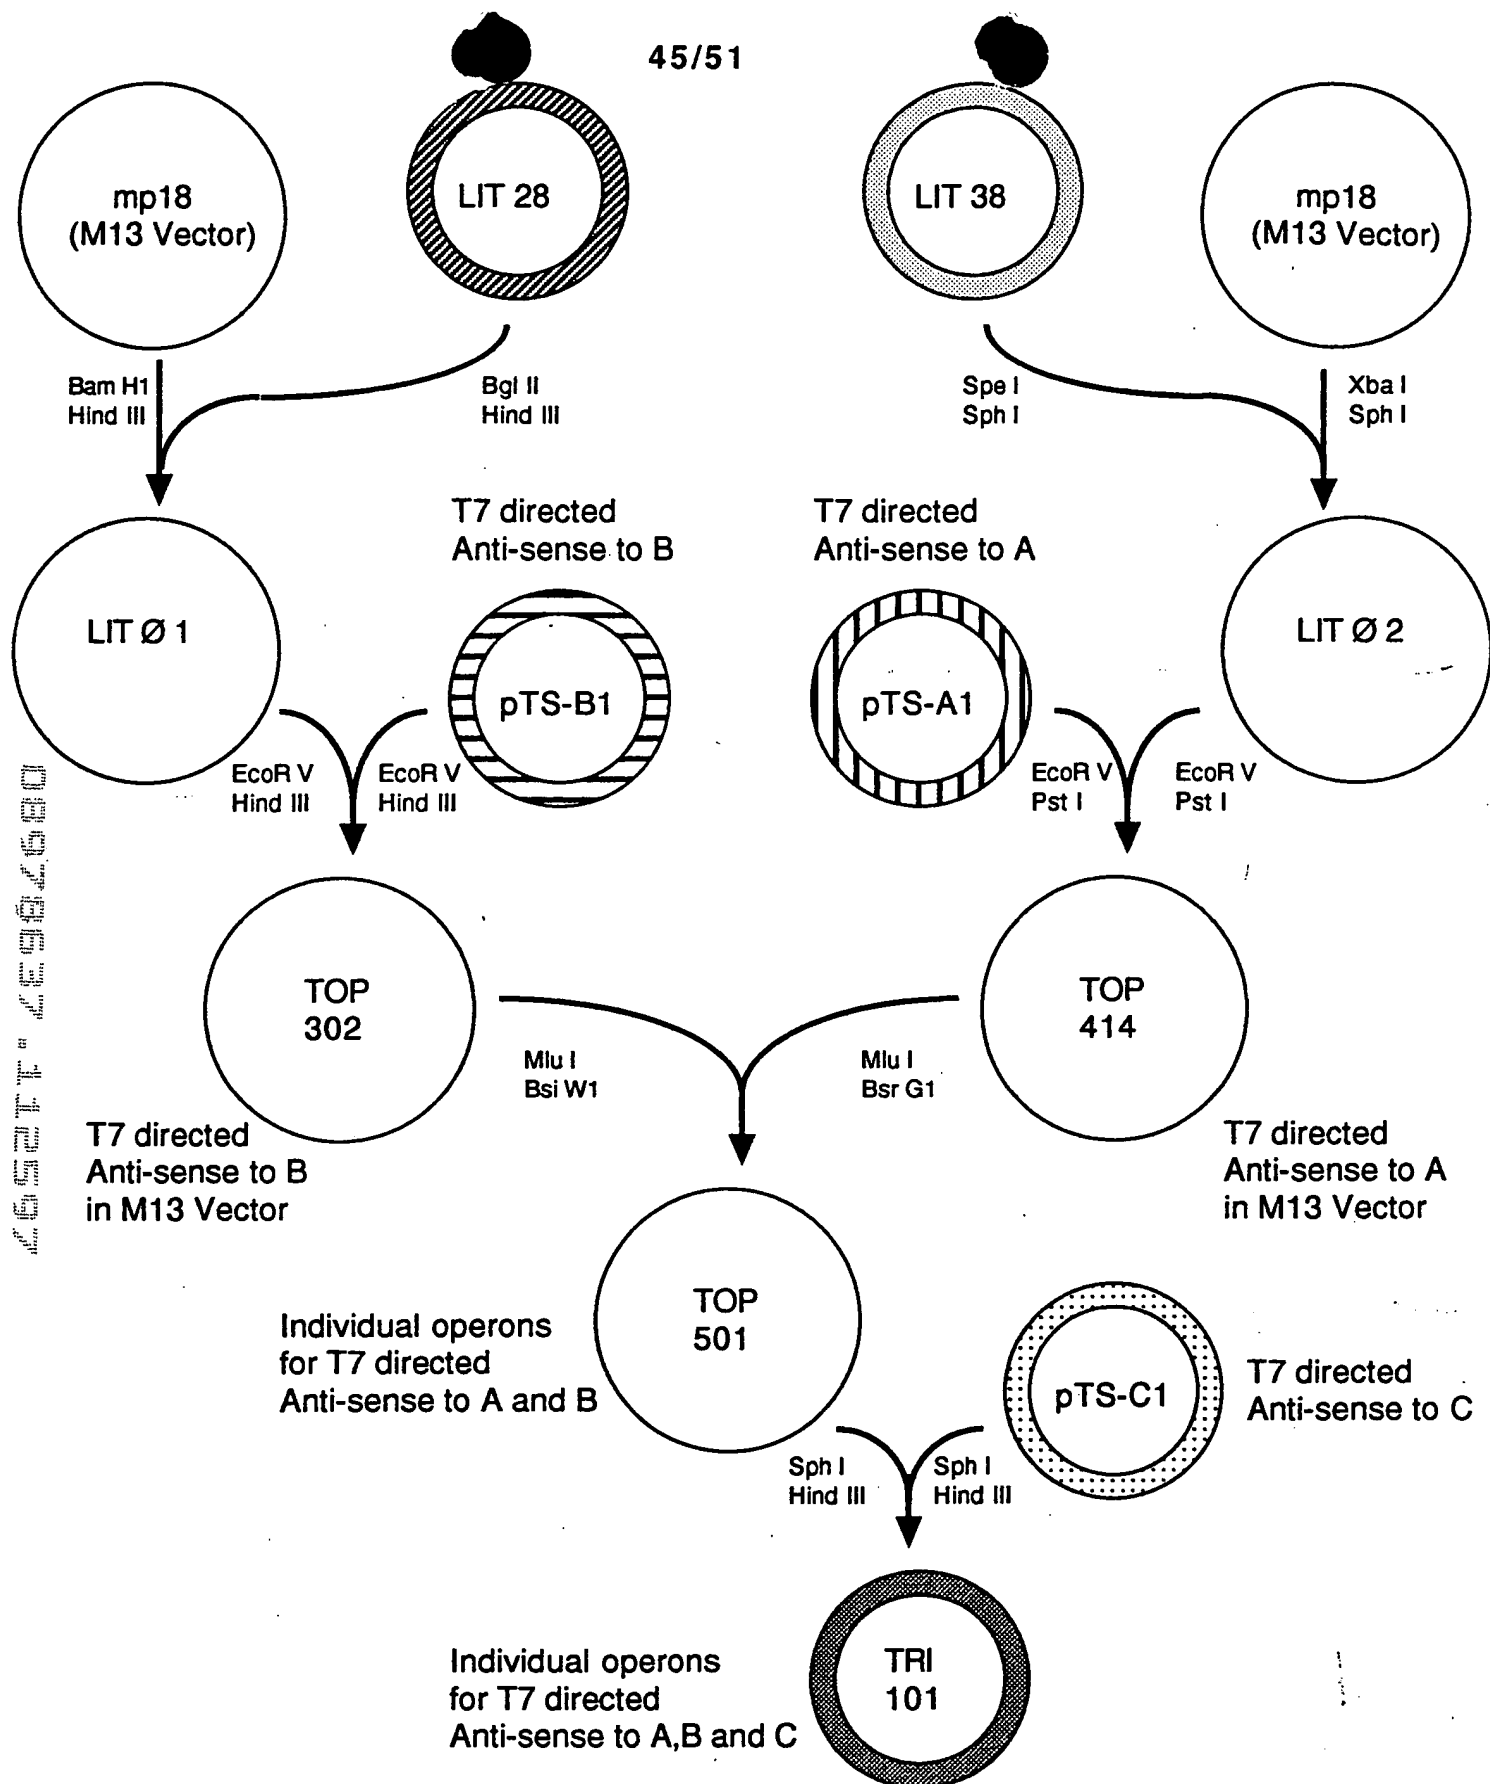 45/51
mp18
(M13 Vector)
LIT 28
LIT 38
mp18
(M13 Vector)
Bam H1
Hind III
Bgl II
Hind III
Spe I
Sph I
Xba I
Sph I
T7 directed
Anti-sense to B
T7 directed
Anti-sense to A
LIT Ø 1
pTS-B1
pTS-A1
LIT Ø 2
EcoR V
Hind III
EcoR V
Hind III
EcoR V
Pst I
EcoR V
Pst I
08978637.112597
TOP
302
TOP
414
Mlu I
Bsi W1
Mlu I
Bsr G1
T7 directed
Anti-sense to B
in M13 Vector
T7 directed
Anti-sense to A
in M13 Vector
TOP
501
Individual operons
for T7 directed
Anti-sense to A and B
pTS-C1
T7 directed
Anti-sense to C
Sph I
Hind III
Sph I
Hind III
TRI
101
Individual operons
for T7 directed
Anti-sense to A,B and C